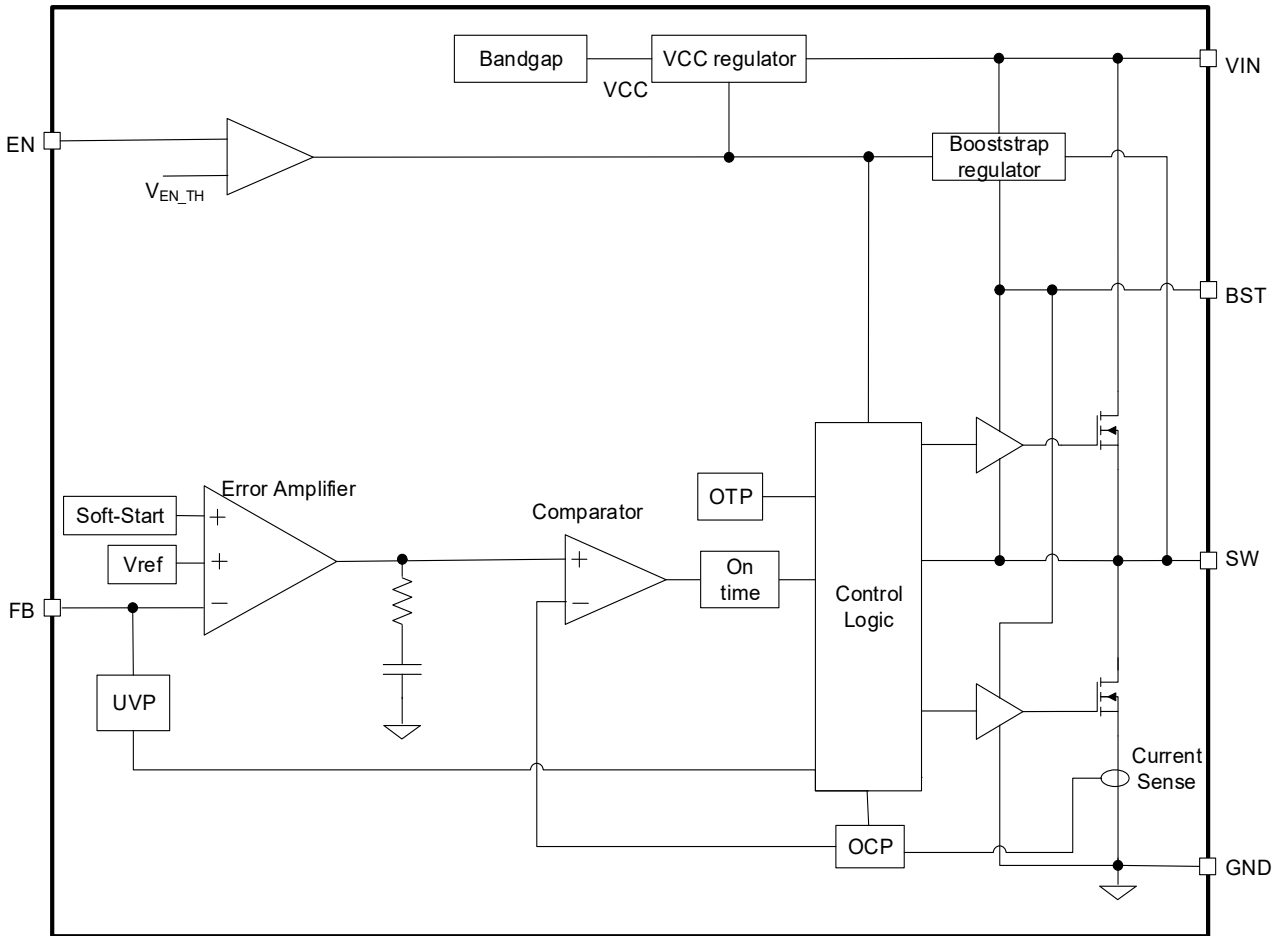 Bandgap
VCC regulator
VCC
VIN
EN
V_EN_TH
Booststrap
regulator
BST
Error Amplifier
Soft-Start
+
Vref
+
FB
−
UVP
Comparator
+
−
OTP
On
time
Control
Logic
SW
Current
Sense
OCP
GND